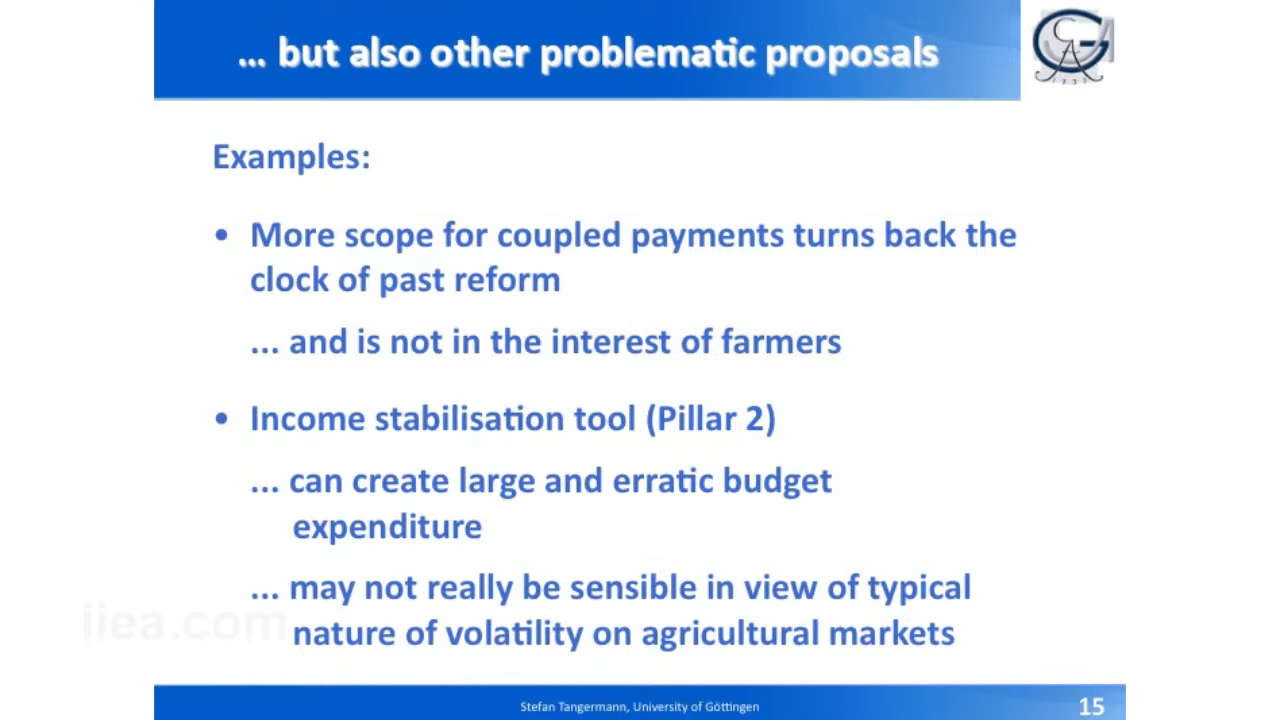 ... but also other problematic proposals
Examples:
• More scope for coupled payments turns back the
clock of past reform
... and is not in the interest of farmers
• Income stabilisation tool (Pillar 2)
... can create large and erratic budget
expenditure
... may not really be sensible in view of typical
nature of volatility on agricultural markets
iiea.com
Stefan Tangermann, University of Göttingen
15